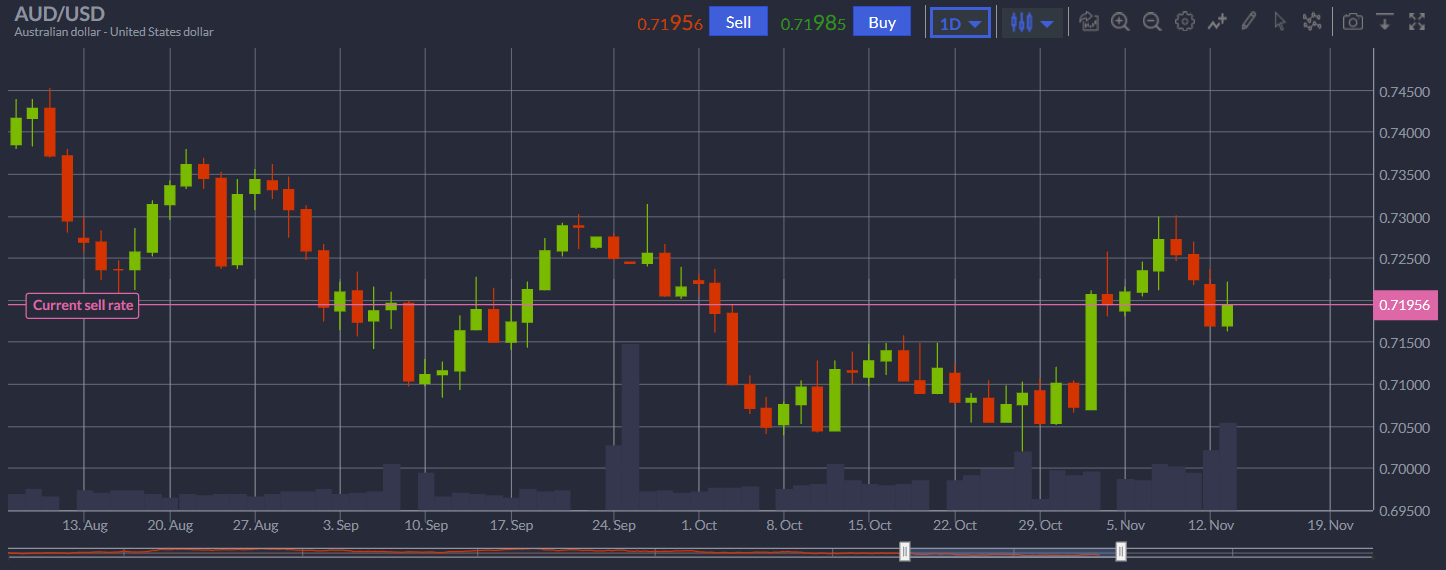 AUD/USD
Australian dollar - United States dollar
0.71956 Sell 0.71985 Buy 1D
0.74500
0.74000
0.73500
0.73000
0.72500
Current sell rate 0.71956
0.71500
0.71000
0.70500
0.70000
0.69500
13. Aug 20. Aug 27. Aug 3. Sep 10. Sep 17. Sep 24. Sep 1. Oct 8. Oct 15. Oct 22. Oct 29. Oct 5. Nov 12. Nov 19. Nov